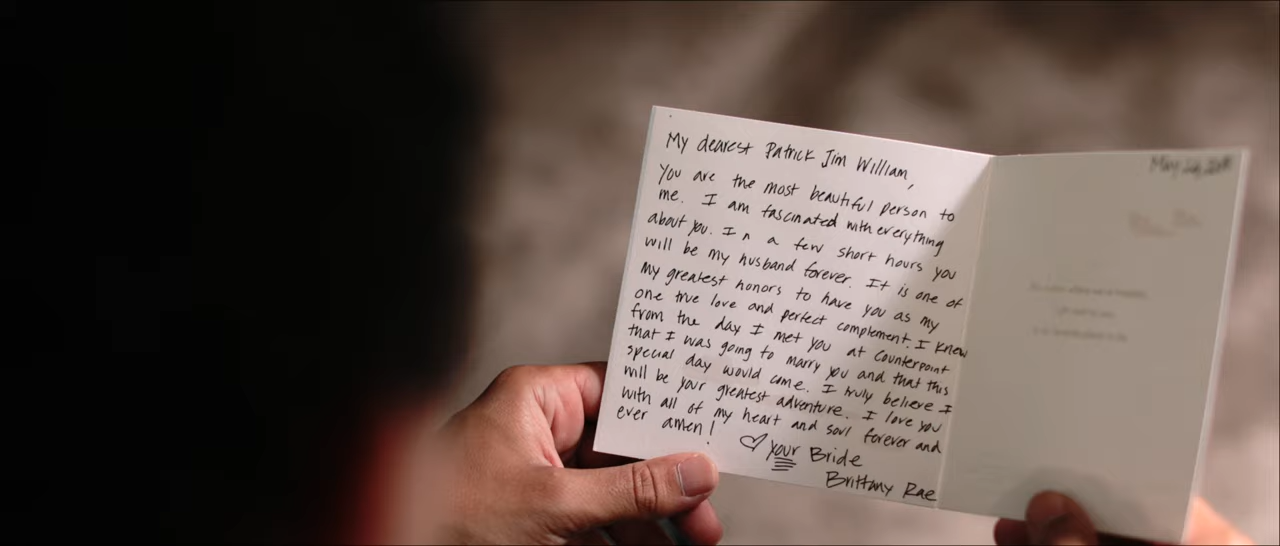 My dearest Patrick Jim William,
You are the most beautiful person to
me. I am fascinated with everything
about you. In a few short hours you
will be my husband forever. It is one of
my greatest honors to have you as my
one true love and perfect complement. I knew
from the day I met you at Counterpoint
that I was going to marry you and that this
special day would come. I truly believe I
will be your greatest adventure. I love you
with all of my heart and soul forever and
ever amen!
♡ your Bride
Brittany Rae
May